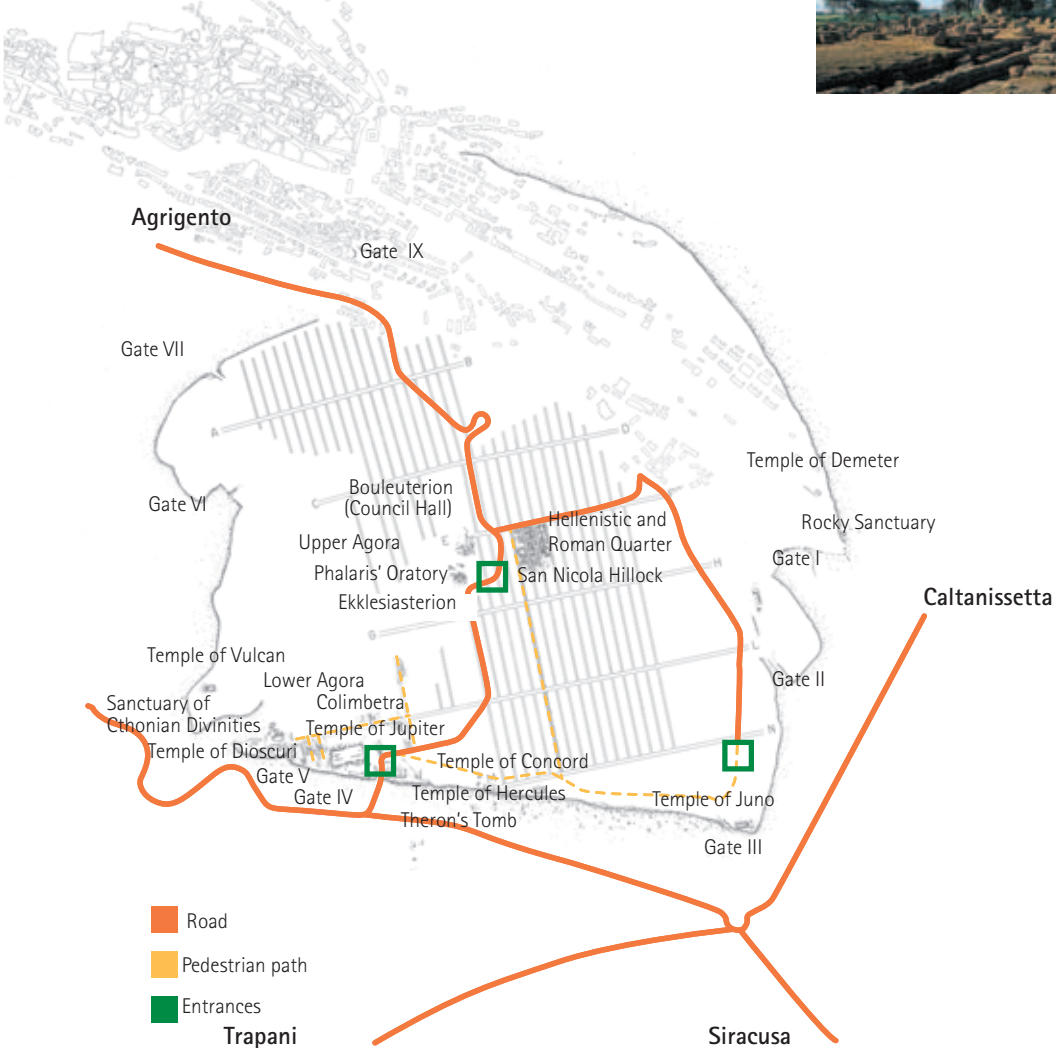 Agrigento
Gate IX
Gate VII
B
A
D
Temple of Demeter
Bouleuterion
(Council Hall)
C
Gate VI
Hellenistic and
Roman Quarter
Rocky Sanctuary
Upper Agora
E
Gate I
Phalaris' Oratory
San Nicola Hillock
H
Ekklesiasterion
Caltanissetta
G
Temple of Vulcan
L
Lower Agora
Gate II
Colimbetra
Sanctuary of
Cthonian Divinities
Temple of Jupiter
N
Temple of Dioscuri
Temple of Concord
Gate V
Gate IV
Temple of Hercules
Temple of Juno
Theron's Tomb
Gate III
Road
Pedestrian path
Entrances
Trapani
Siracusa